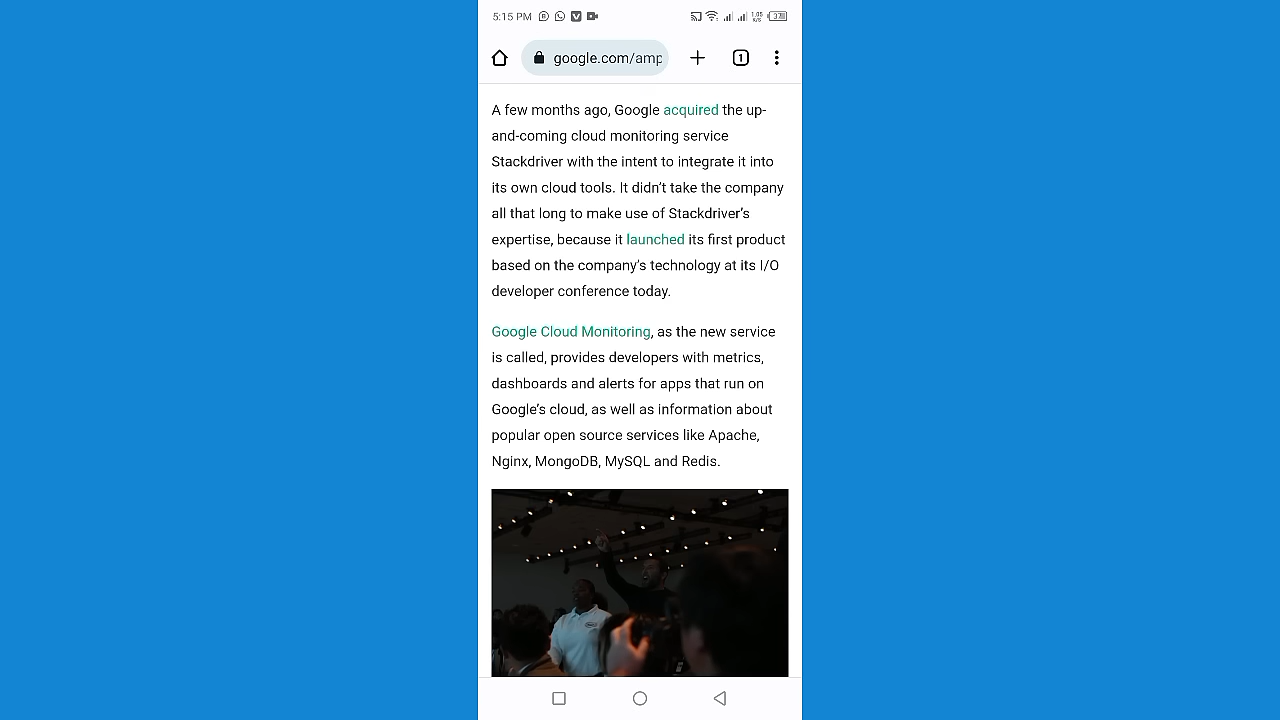 5:15 PM
1.05
K/s
37
google.com/amp
1
A few months ago, Google acquired the up-
and-coming cloud monitoring service
Stackdriver with the intent to integrate it into
its own cloud tools. It didn’t take the company
all that long to make use of Stackdriver’s
expertise, because it launched its first product
based on the company’s technology at its I/O
developer conference today.
Google Cloud Monitoring, as the new service
is called, provides developers with metrics,
dashboards and alerts for apps that run on
Google’s cloud, as well as information about
popular open source services like Apache,
Nginx, MongoDB, MySQL and Redis.